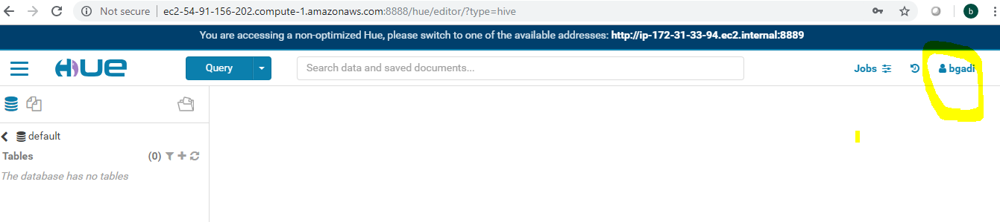 Not secure ec2-54-91-156-202.compute-1.amazonaws.com:8888/hue/editor/?type=hive b
You are accessing a non-optimized Hue, please switch to one of the available addresses: http://ip-172-31-33-94.ec2.internal:8889
HUE Query Search data and saved documents... Jobs bgadi
default
Tables (0)
The database has no tables